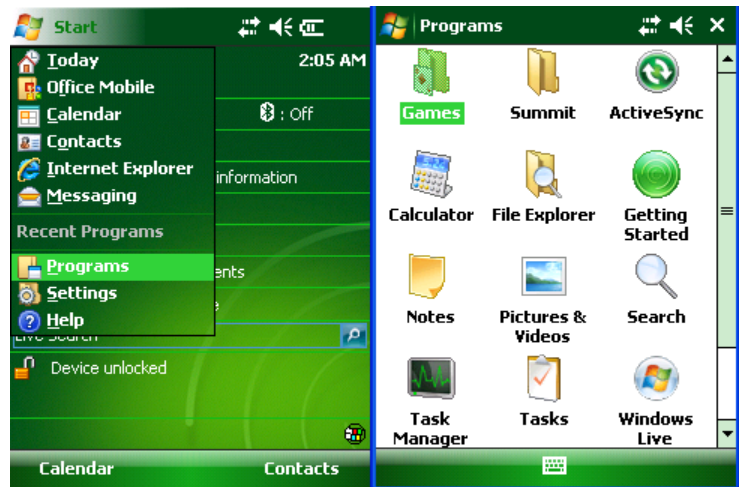 Start
Today
2:05 AM
Office Mobile
Calendar
: Off
Contacts
Internet Explorer
information
Messaging
Recent Programs
Programs
ents
Settings
e
Help
Live Search
Device unlocked
Calendar
Contacts
Programs
Games
Summit
ActiveSync
Calculator
File Explorer
Getting
Started
Notes
Pictures &
Videos
Search
Task
Manager
Tasks
Windows
Live